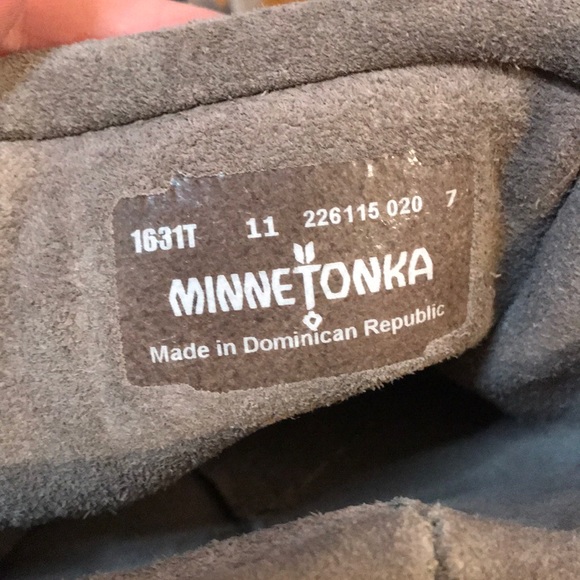 1631T 11 226115 020 7
MINNETONKA
Made in Dominican Republic